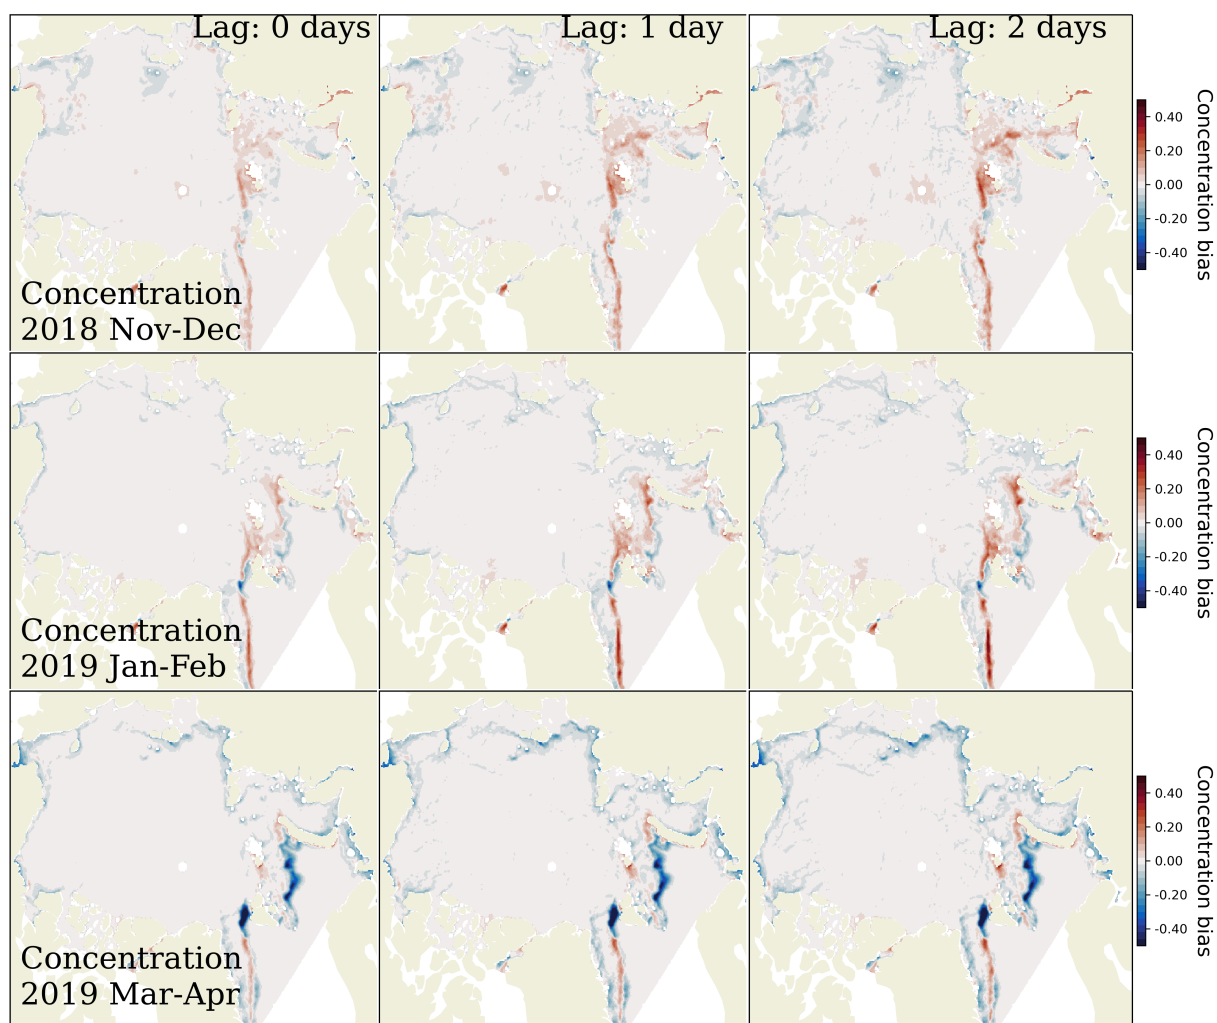 Lag: 0 days
Lag: 1 day
Lag: 2 days
Concentration
2018 Nov-Dec
0.40
0.20
0.00
-0.20
-0.40
Concentration bias
Concentration
2019 Jan-Feb
0.40
0.20
0.00
-0.20
-0.40
Concentration bias
Concentration
2019 Mar-Apr
0.40
0.20
0.00
-0.20
-0.40
Concentration bias